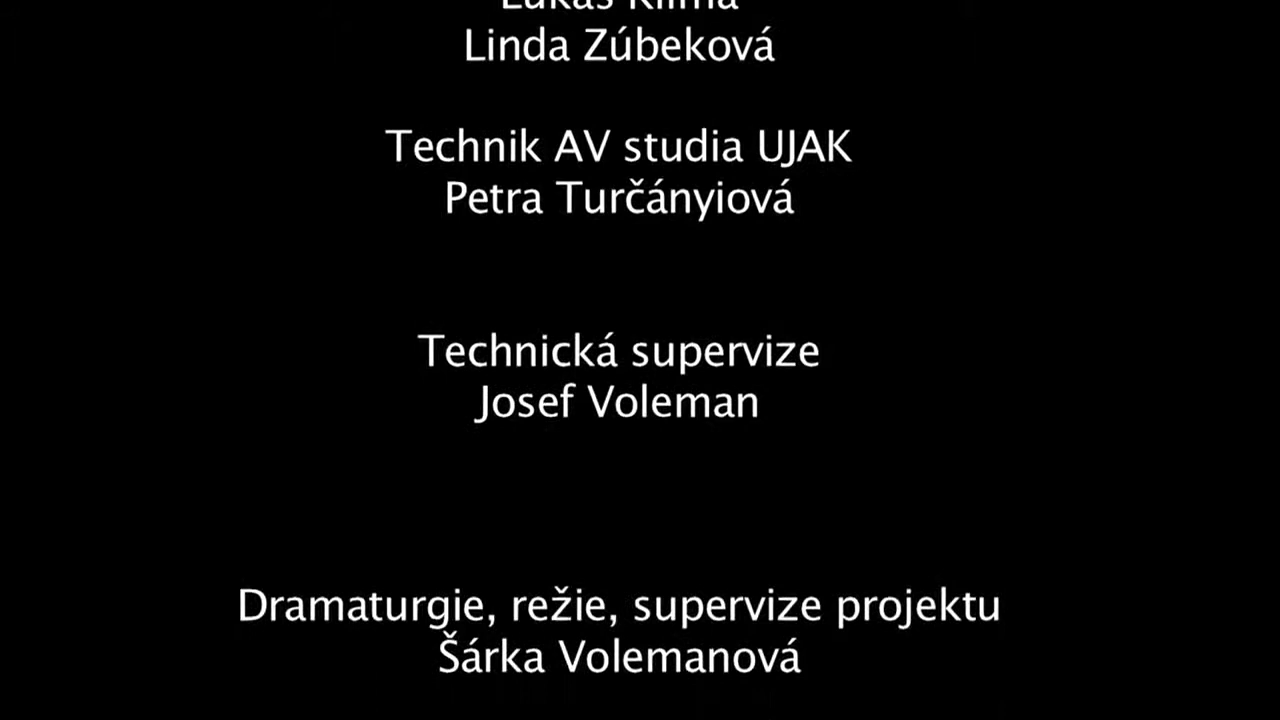 Linda Zúbeková
Technik AV studia UJAK
Petra Turčányiová
Technická supervize
Josef Voleman
Dramaturgie, režie, supervize projektu
Šárka Volemanová